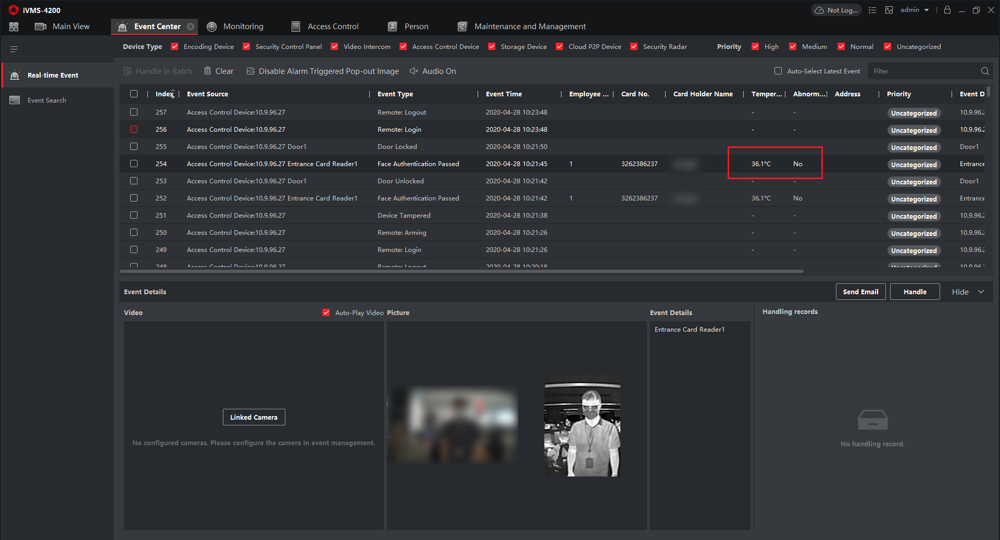 iVMS-4200
Not Log...
admin
Main View
Event Center
Monitoring
Access Control
Person
Maintenance and Management
Device Type Encoding Device Security Control Panel Video Intercom Access Control Device Storage Device Cloud P2P Device Security Radar Priority High Medium Normal Uncategorized
Real-time Event
Event Search
Handle in Batch Clear Disable Alarm Triggered Pop-out Image Audio On Auto-Select Latest Event Filter
Index Event Source Event Type Event Time Employee ... Card No. Card Holder Name Temper... Abnorm... Address Priority Event D
257 Access Control Device:10.9.96.27 Remote: Logout 2020-04-28 10:23:48 - - Uncategorized 10.9.96.2
256 Access Control Device:10.9.96.27 Remote: Login 2020-04-28 10:23:48 - - Uncategorized 10.9.96.2
255 Access Control Device:10.9.96.27 Door1 Door Locked 2020-04-28 10:21:50 - - Uncategorized Door1
254 Access Control Device:10.9.96.27 Entrance Card Reader1 Face Authentication Passed 2020-04-28 10:21:45 1 3262386237 36.1°C No Uncategorized Entrance
253 Access Control Device:10.9.96.27 Door1 Door Unlocked 2020-04-28 10:21:42 - - Uncategorized Door1
252 Access Control Device:10.9.96.27 Entrance Card Reader1 Face Authentication Passed 2020-04-28 10:21:42 1 3262386237 36.1°C No Uncategorized Entrance
251 Access Control Device:10.9.96.27 Device Tampered 2020-04-28 10:21:38 - - Uncategorized 10.9.96.2
250 Access Control Device:10.9.96.27 Remote: Arming 2020-04-28 10:21:26 - - Uncategorized 10.9.96.2
249 Access Control Device:10.9.96.27 Remote: Login 2020-04-28 10:21:26 - - Uncategorized 10.9.96.2
248 Access Control Device:10.9.96.27 Remote: Logout 2020-04-28 10:20:18 Uncategorized 10.9.96.2
Event Details
Send Email
Handle
Hide
Video
Auto-Play Video
Picture
Event Details
Handling records
Entrance Card Reader1
Linked Camera
No configured cameras. Please configure the camera in event management.
No handling record.